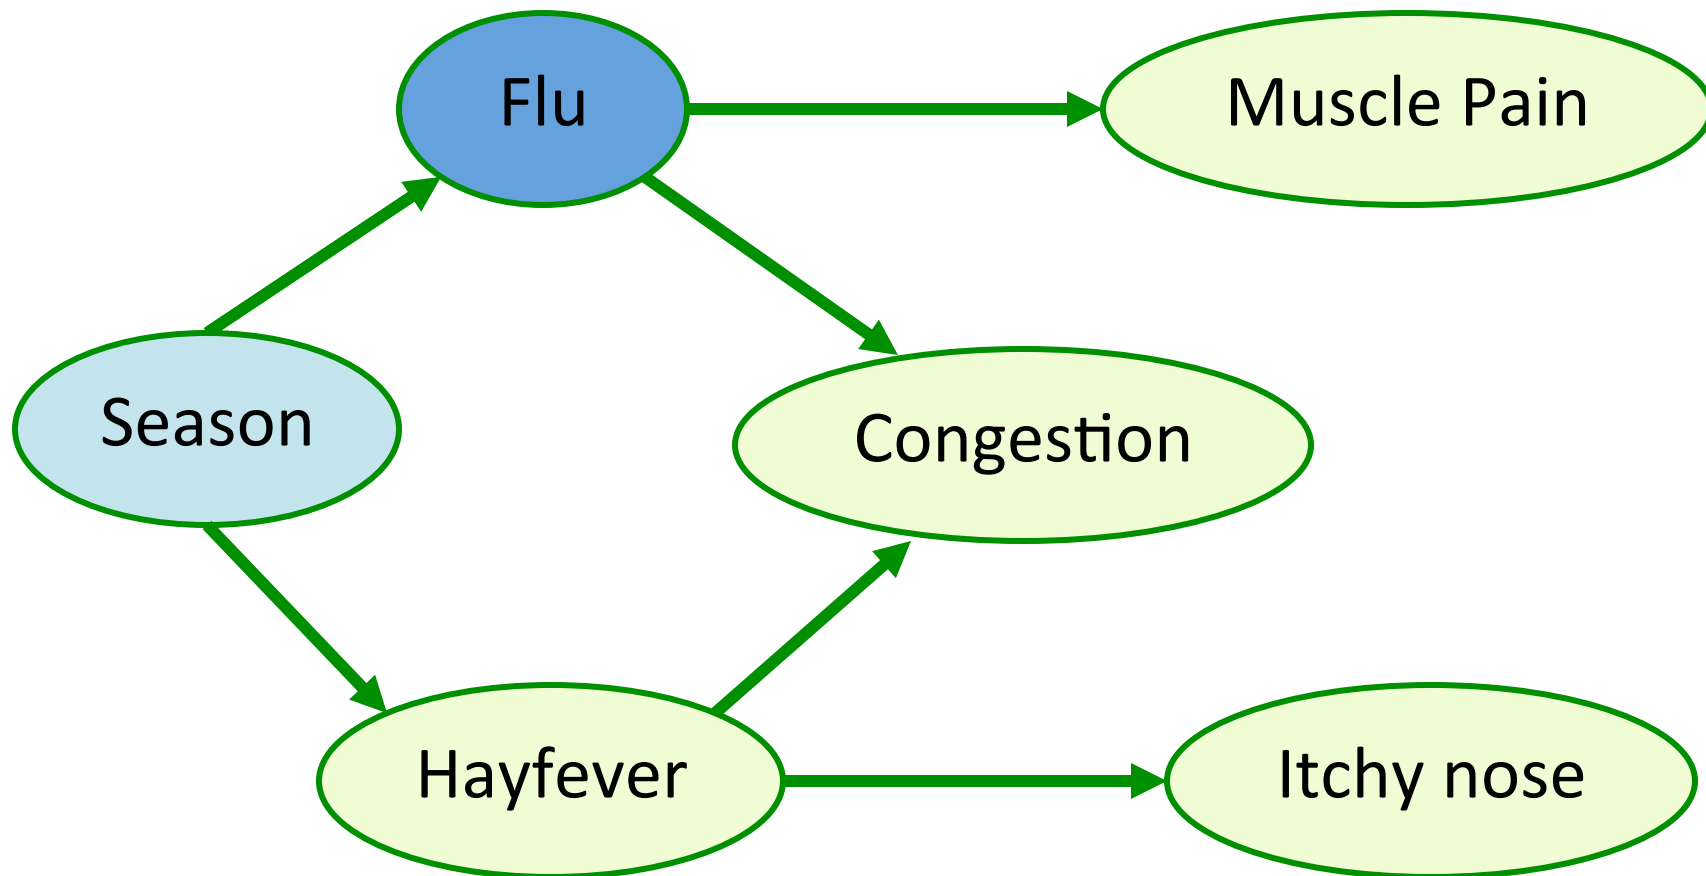 Flu
Muscle Pain
Season
Congestion
Hayfever
Itchy nose